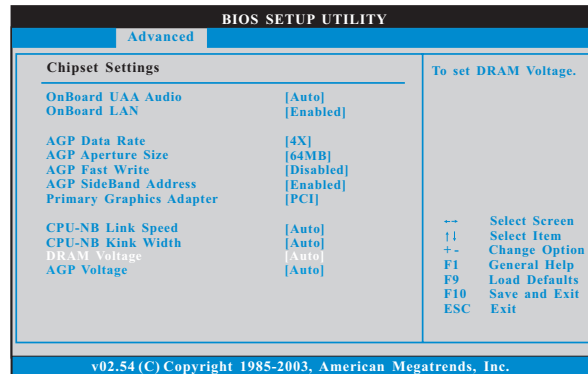 BIOS SETUP UTILITY
Advanced
Chipset Settings
OnBoard UAA Audio [Auto]
OnBoard LAN [Enabled]
AGP Data Rate [4X]
AGP Aperture Size [64MB]
AGP Fast Write [Disabled]
AGP SideBand Address [Enabled]
Primary Graphics Adapter [PCI]
CPU-NB Link Speed [Auto]
CPU-NB Kink Width [Auto]
DRAM Voltage [Auto]
AGP Voltage [Auto]
To set DRAM Voltage.
←→ Select Screen
↑↓ Select Item
+ - Change Option
F1 General Help
F9 Load Defaults
F10 Save and Exit
ESC Exit
v02.54 (C) Copyright 1985-2003, American Megatrends, Inc.